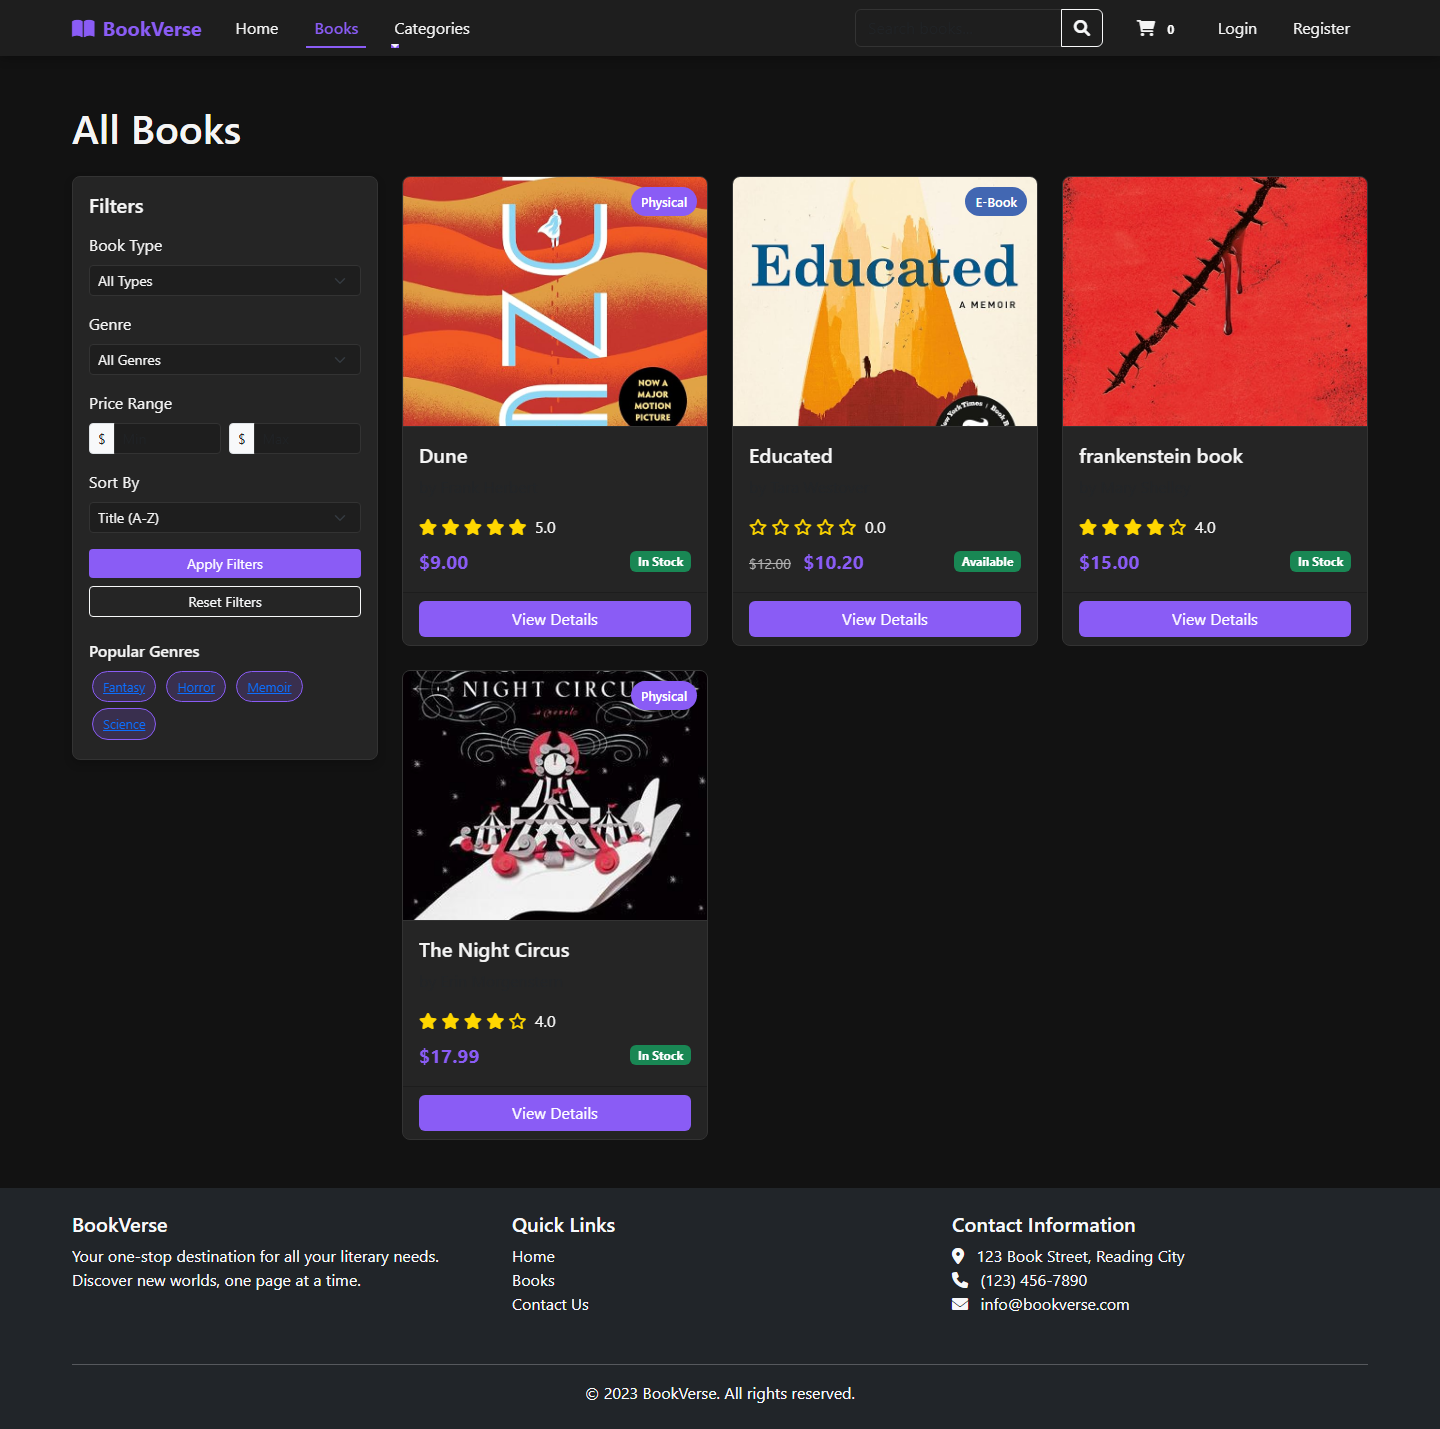 BookVerse
Home
Books
Categories
0
Login
Register
All Books
Filters
Book Type
All Types
Genre
All Genres
Price Range
$
$
Sort By
Title (A-Z)
Apply Filters
Reset Filters
Popular Genres
Fantasy
Horror
Memoir
Science
Physical
NOW A
MAJOR
MOTION
PICTURE
Dune
5.0
$9.00
In Stock
View Details
E-Book
Educated
A MEMOIR
New York Times
Educated
0.0
$12.00 $10.20
Available
View Details
frankenstein book
4.0
$15.00
In Stock
View Details
NIGHT CIRCU
Physical
a novel
The Night Circus
4.0
$17.99
In Stock
View Details
BookVerse
Your one-stop destination for all your literary needs.
Discover new worlds, one page at a time.
Quick Links
Home
Books
Contact Us
Contact Information
123 Book Street, Reading City
(123) 456-7890
info@bookverse.com
© 2023 BookVerse. All rights reserved.